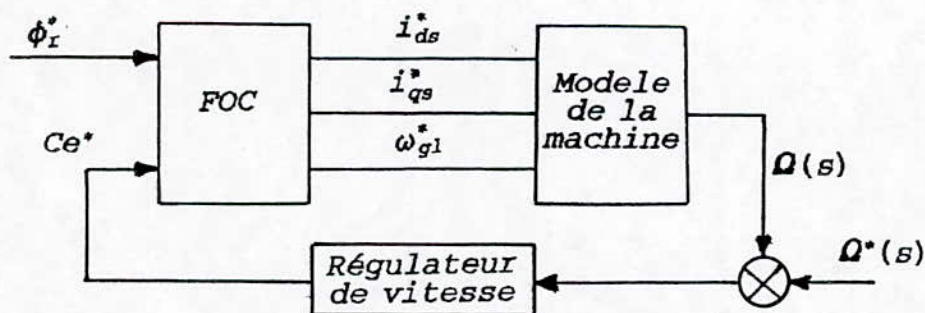 ϕ*r
FOC
i*ds
i*qs
ω*gl
Modele
de la
machine
Ce*
Ω(s)
Ω*(s)
Régulateur
de vitesse